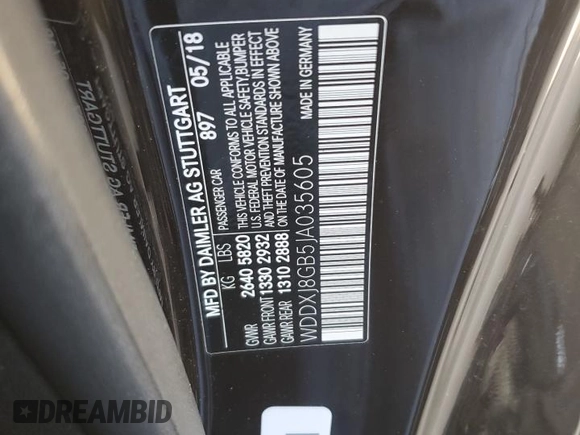 MFD BY DAIMLER AG STUTTGART
897 05/18
KG LBS PASSENGER CAR
GVWR 2640 5820 THIS VEHICLE CONFORMS TO ALL APPLICABLE
GAWR FRONT 1330 2932 U.S. FEDERAL MOTOR VEHICLE SAFETY, BUMPER
GAWR REAR 1310 2888 AND THEFT PREVENTION STANDARDS IN EFFECT
ON THE DATE OF MANUFACTURE SHOWN ABOVE
WDDXJ8GB5JA035605
MADE IN GERMANY
DREAMBID